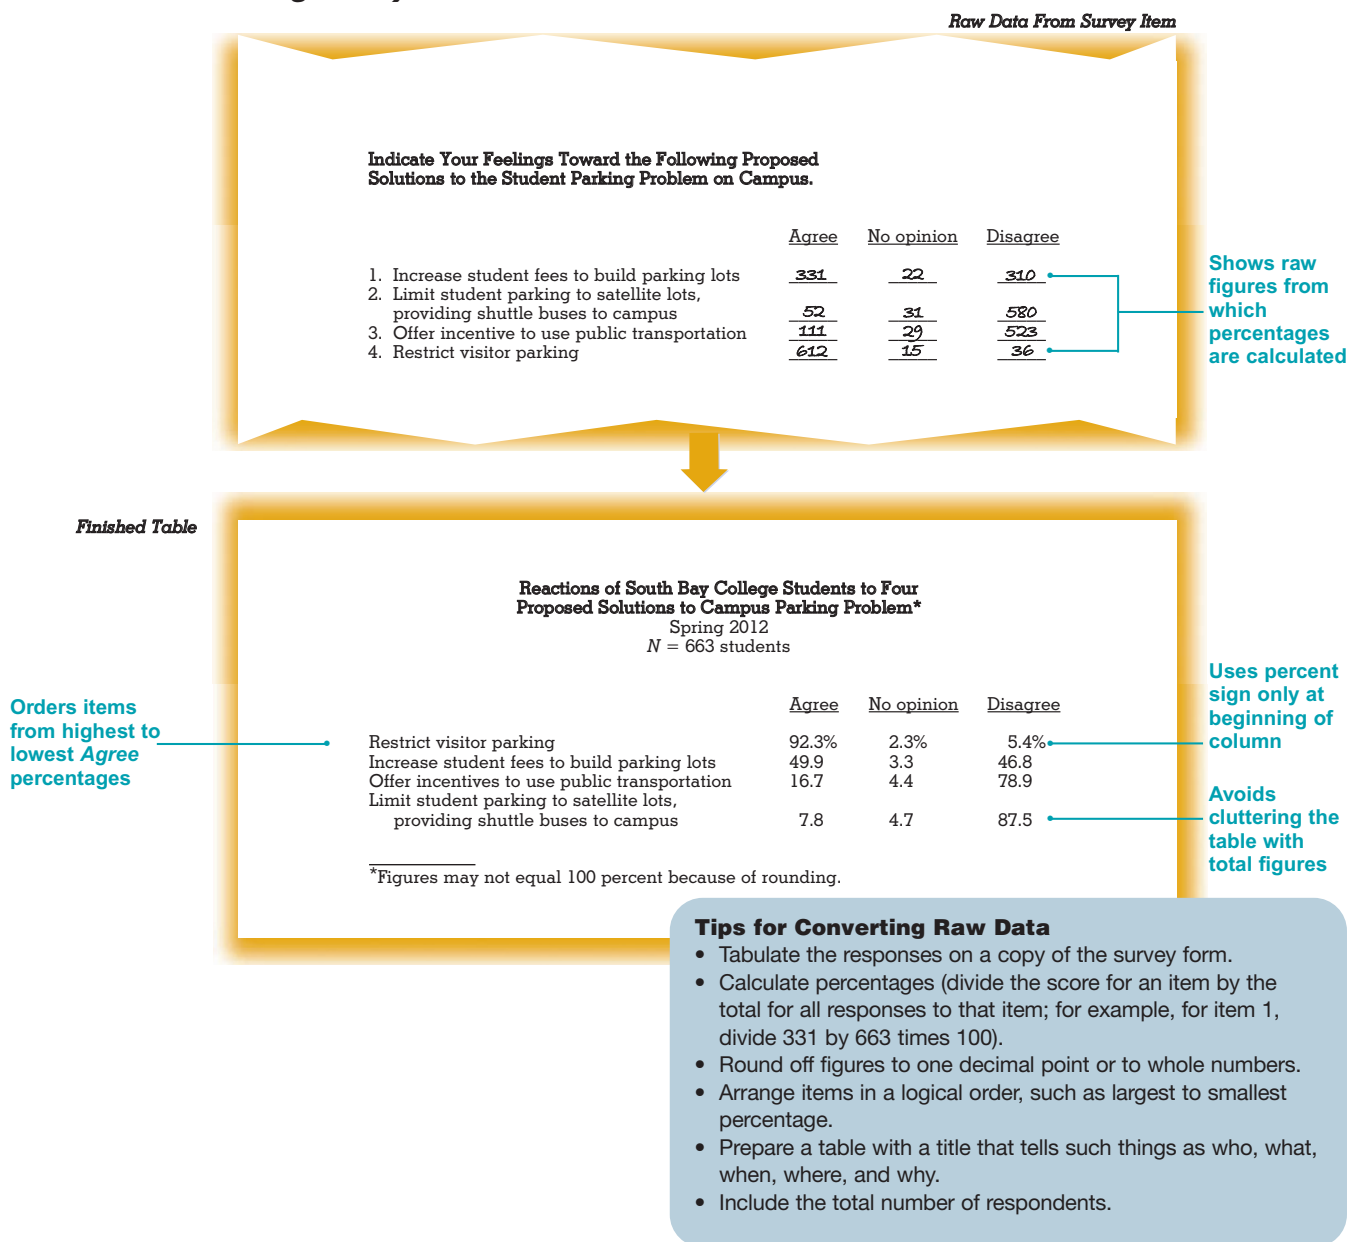 Raw Data From Survey Item
Indicate Your Feelings Toward the Following Proposed
Solutions to the Student Parking Problem on Campus.
Agree No opinion Disagree
1. Increase student fees to build parking lots 331 22 310
2. Limit student parking to satellite lots,
providing shuttle buses to campus 52 31 580
3. Offer incentive to use public transportation 111 29 523
4. Restrict visitor parking 612 15 36
Shows raw
figures from
which
percentages
are calculated
Finished Table
Reactions of South Bay College Students to Four
Proposed Solutions to Campus Parking Problem*
Spring 2012
N = 663 students
Agree No opinion Disagree
Restrict visitor parking 92.3% 2.3% 5.4%
Increase student fees to build parking lots 49.9 3.3 46.8
Offer incentives to use public transportation 16.7 4.4 78.9
Limit student parking to satellite lots,
providing shuttle buses to campus 7.8 4.7 87.5
*Figures may not equal 100 percent because of rounding.
Orders items
from highest to
lowest Agree
percentages
Uses percent
sign only at
beginning of
column
Avoids
cluttering the
table with
total figures
Tips for Converting Raw Data
• Tabulate the responses on a copy of the survey form.
• Calculate percentages (divide the score for an item by the
total for all responses to that item; for example, for item 1,
divide 331 by 663 times 100).
• Round off figures to one decimal point or to whole numbers.
• Arrange items in a logical order, such as largest to smallest
percentage.
• Prepare a table with a title that tells such things as who, what,
when, where, and why.
• Include the total number of respondents.